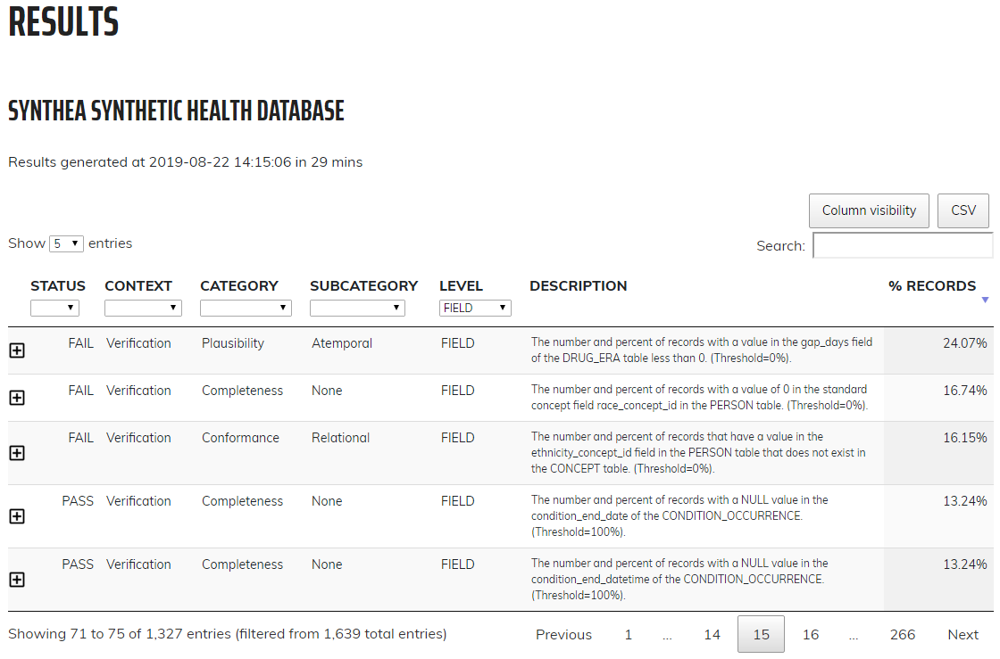 RESULTS
SYNTHEA SYNTHETIC HEALTH DATABASE
Results generated at 2019-08-22 14:15:06 in 29 mins
Column visibility CSV
Show 5 entries Search:
STATUS CONTEXT CATEGORY SUBCATEGORY LEVEL DESCRIPTION % RECORDS
FIELD
FAIL Verification Plausibility Atemporal FIELD The number and percent of records with a value in the gap_days field 24.07%
of the DRUG_ERA table less than 0. (Threshold=0%).
FAIL Verification Completeness None FIELD The number and percent of records with a value of 0 in the standard 16.74%
concept field race_concept_id in the PERSON table. (Threshold=0%).
FAIL Verification Conformance Relational FIELD The number and percent of records that have a value in the 16.15%
ethnicity_concept_id field in the PERSON table that does not exist in
the CONCEPT table. (Threshold=0%).
PASS Verification Completeness None FIELD The number and percent of records with a NULL value in the 13.24%
condition_end_date of the CONDITION_OCCURRENCE.
(Threshold=100%).
PASS Verification Completeness None FIELD The number and percent of records with a NULL value in the 13.24%
condition_end_datetime of the CONDITION_OCCURRENCE.
(Threshold=100%).
Showing 71 to 75 of 1,327 entries (filtered from 1,639 total entries) Previous 1 ... 14 15 16 ... 266 Next